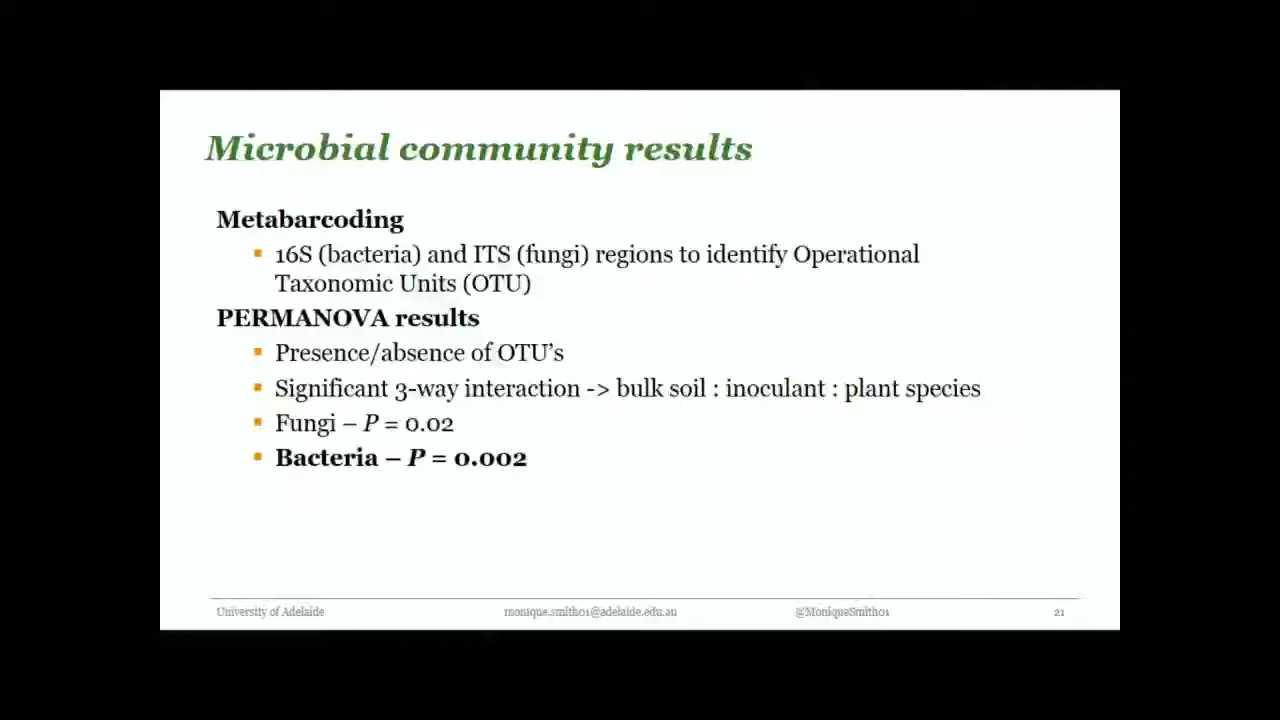 Microbial community results
Metabarcoding
▪ 16S (bacteria) and ITS (fungi) regions to identify Operational
Taxonomic Units (OTU)
PERMANOVA results
▪ Presence/absence of OTU’s
▪ Significant 3-way interaction -> bulk soil : inoculant : plant species
▪ Fungi – P = 0.02
▪ Bacteria – P = 0.002
University of Adelaide monique.smith01@adelaide.edu.au @MoniqueSmith01 21